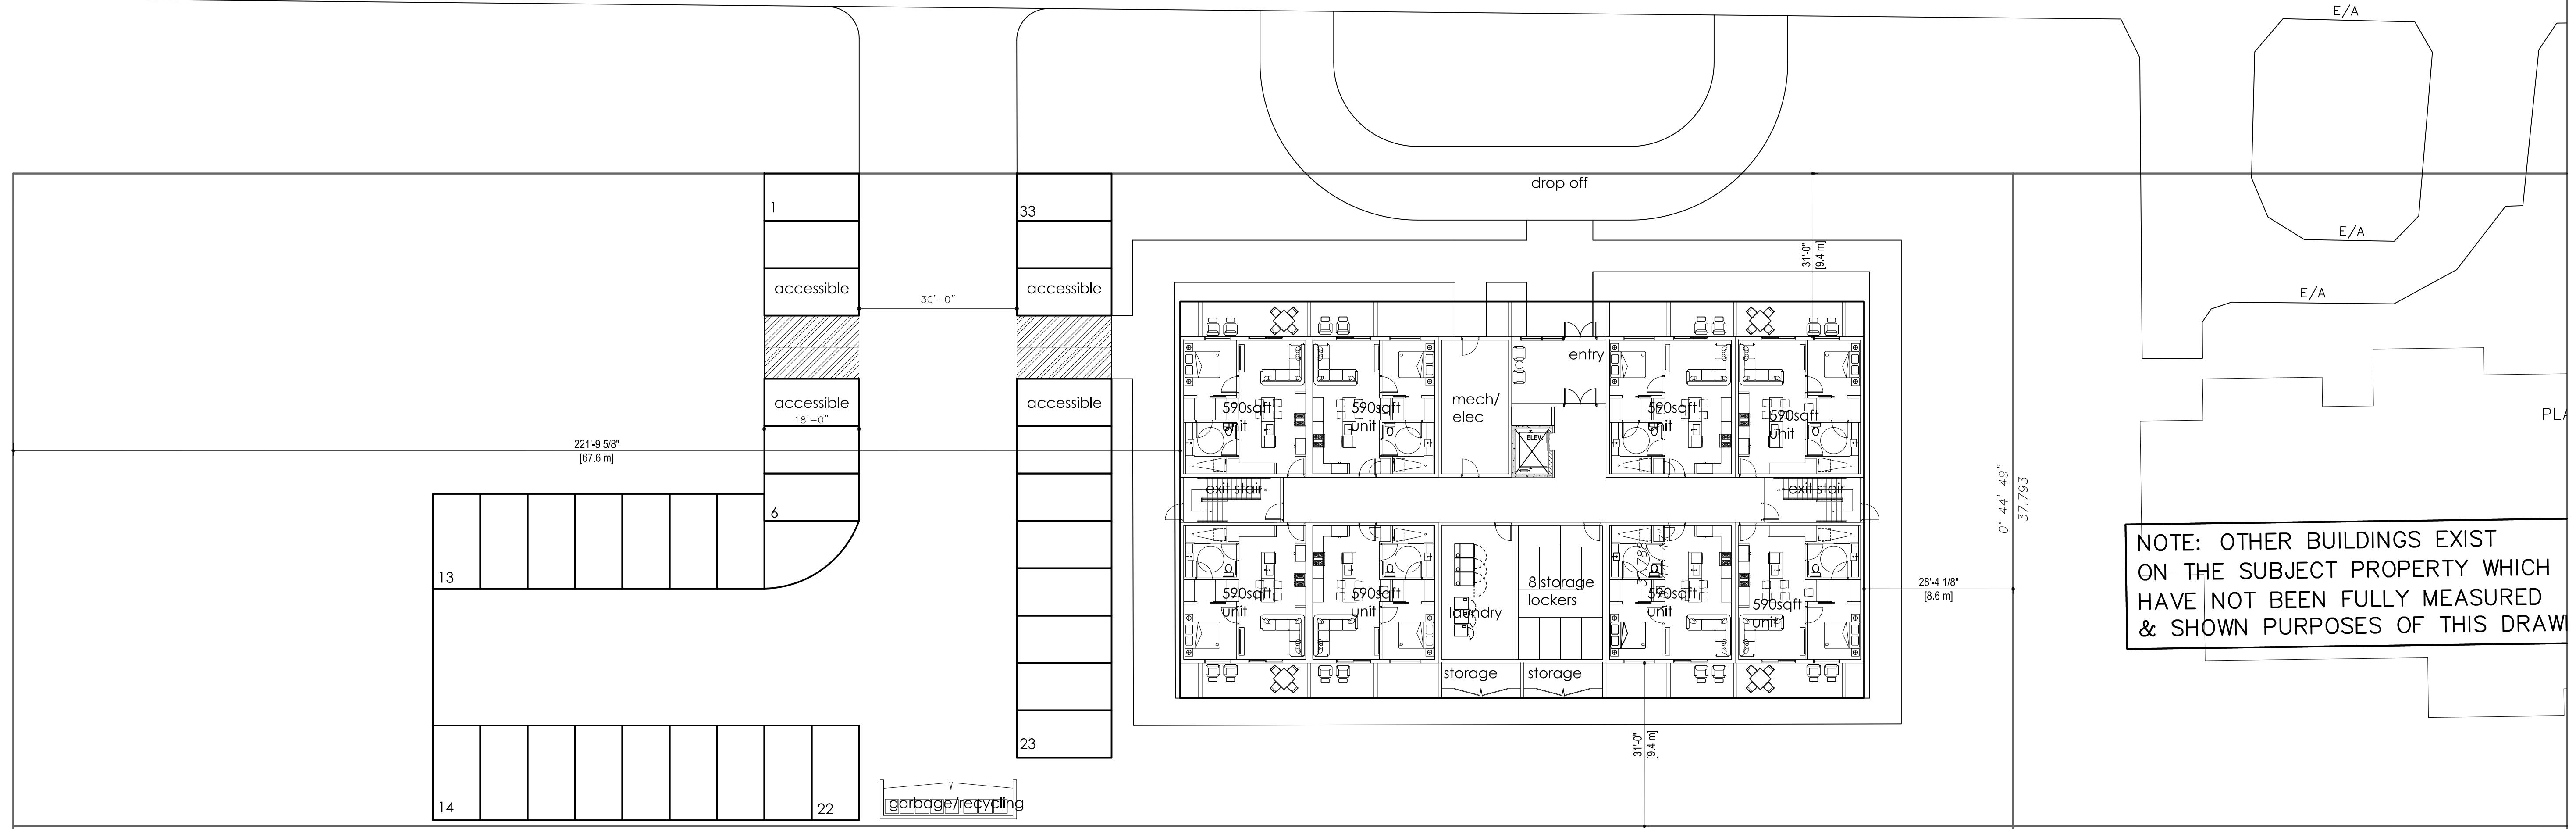 E/A
drop off
1
33
E/A
31'-0"
[9.4 m]
accessible
accessible
30'-0"
E/A
entry
mech/
elec
accessible
accessible
18'-0"
590sqft
unit
590sqft
unit
590sqft
unit
590sqft
unit
ELEV.
221'-9 5/8"
[67.6 m]
exit stair
exit stair
6
0° 44' 49"
37.793
13
NOTE: OTHER BUILDINGS EXIST
ON THE SUBJECT PROPERTY WHICH
HAVE NOT BEEN FULLY MEASURED
& SHOWN PURPOSES OF THIS DRAWI
590sqft
unit
590sqft
unit
laundry
8 storage
lockers
37.788
590sqft
unit
590sqft
unit
28'-4 1/8"
[8.6 m]
storage
storage
31'-0"
[9.4 m]
23
14
22
garbage/recycling